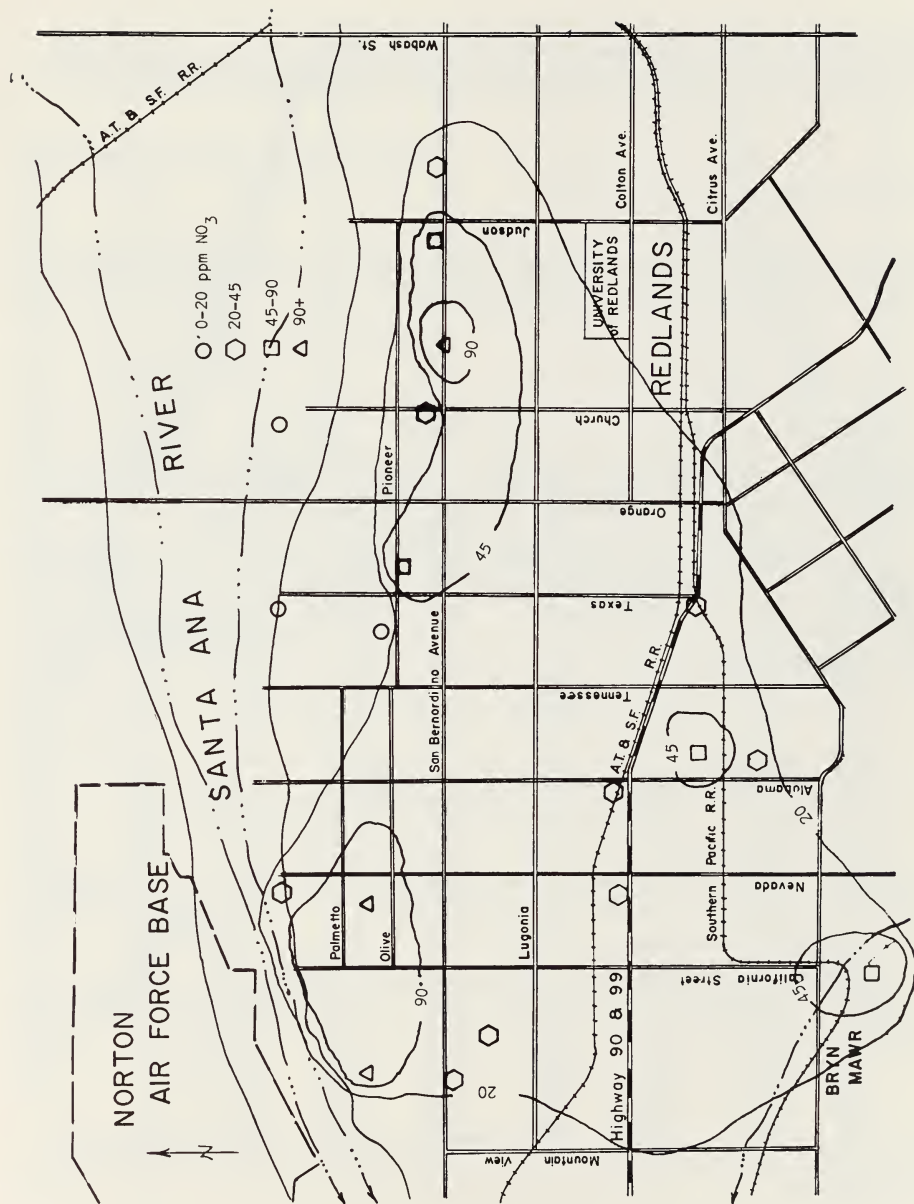 NORTON
AIR FORCE BASE
N
SANTA ANA RIVER
A.T. & S.F. R.R.
0-20 ppm NO3
20-45
45-90
90+
Wabash St.
Judson
Church
Orange
Texas
Tennessee
Alabama
Nevada
California
Street
Mountain
View
Palmetto
Olive
Pioneer
San Bernardino Avenue
Lugonia
Colton Ave.
Citrus Ave.
UNIVERSITY
of REDLANDS
REDLANDS
A.T. & S.F. R.R.
Southern Pacific R.R.
Highway 90 & 99
BRYN
MAWR
90
45
90+
45
20
20
45